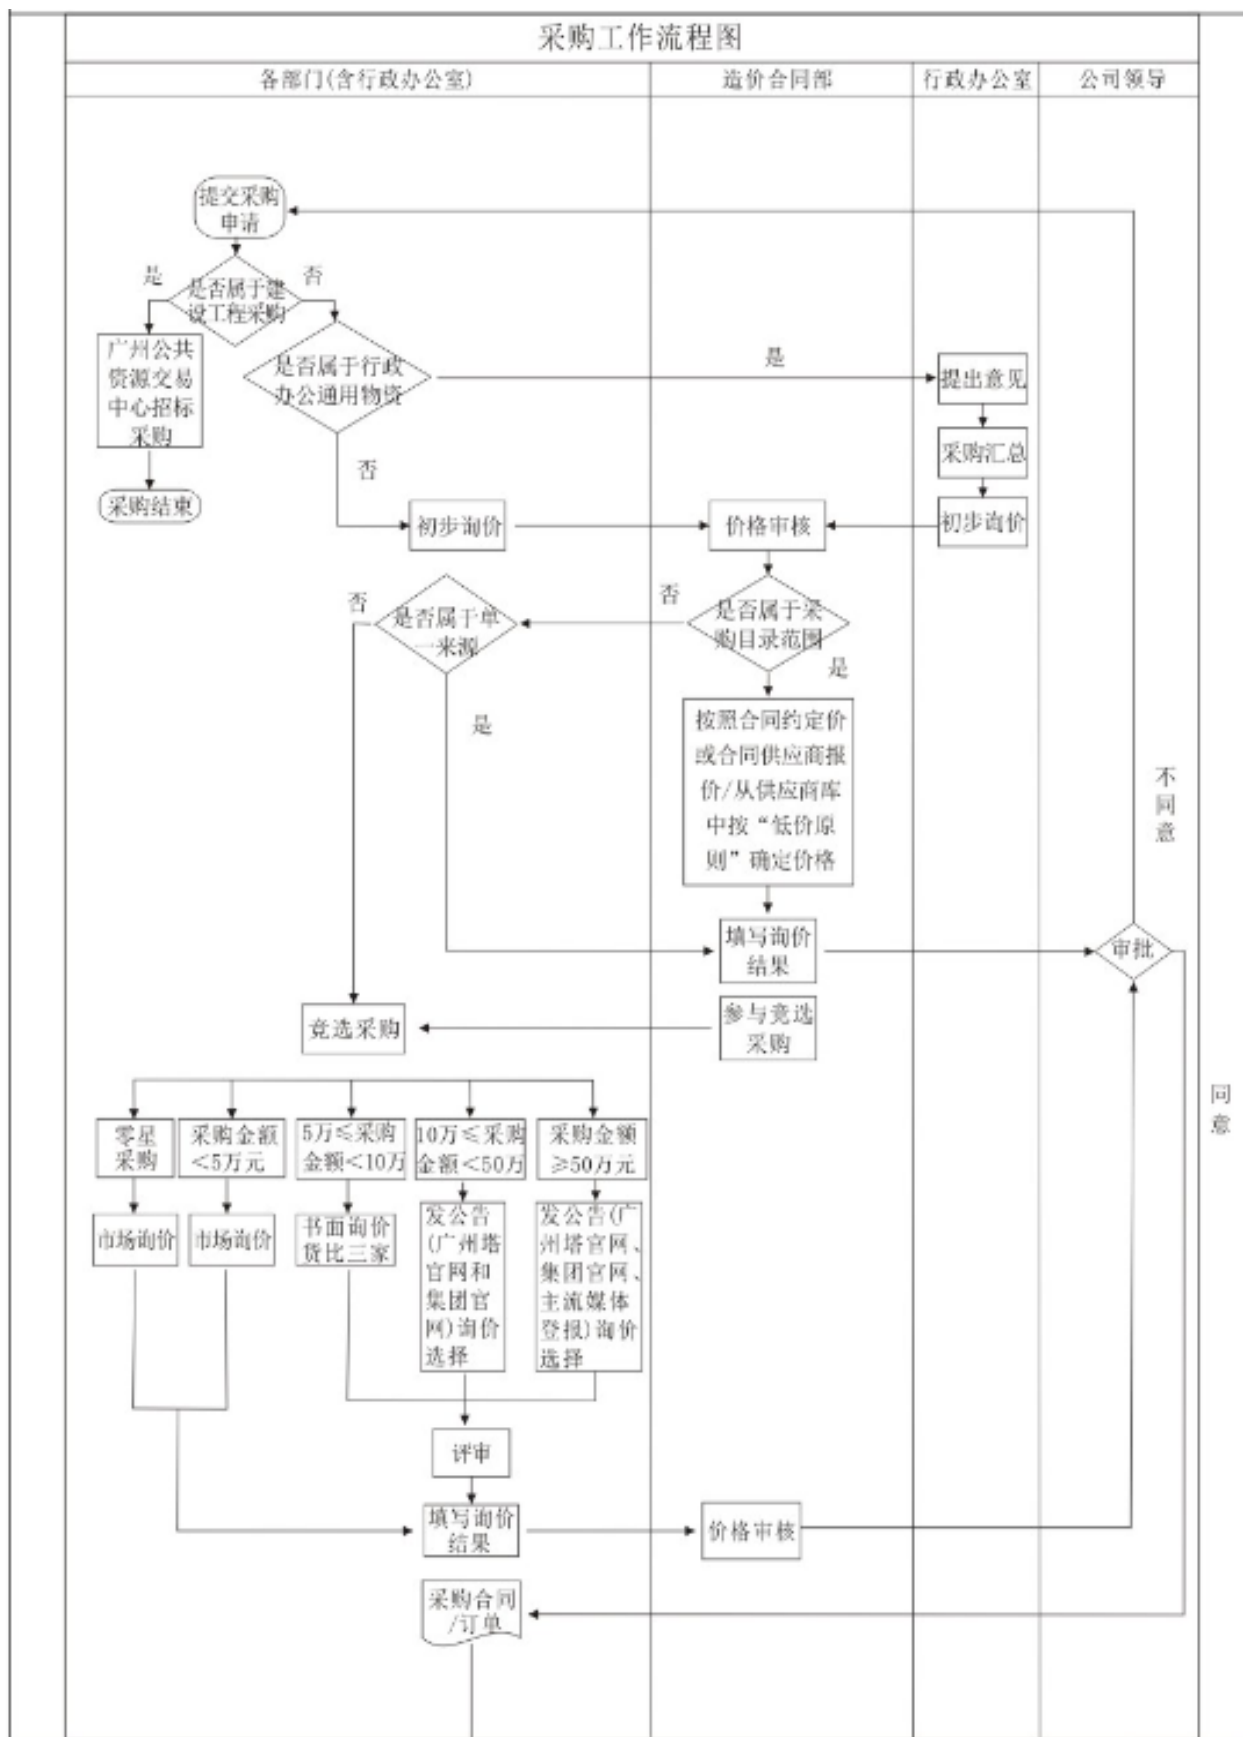 采购工作流程图
各部门(含行政办公室)
造价合同部
行政办公室
公司领导
提交采购
申请
是
否
是否属于建
设工程采购
广州公共
资源交易
中心招标
采购
采购结束
是否属于行政
办公通用物资
是
否
提出意见
采购汇总
初步询价
价格审核
初步询价
否
是否属于单
一来源
是
否
是否属于采
购目录范围
是
按照合同约定价
或合同供应商报
价/从供应商库
中按“低价原
则”确定价格
不
同
意
填写询价
结果
审批
竞选采购
参与竞选
采购
同
意
零星
采购
采购金额
<5万元
5万≤采购
金额<10万
10万≤采购
金额<50万
采购金额
≥50万元
市场询价
市场询价
书面询价
货比三家
发公告
(广州塔
官网和
集团官
网)询价
选择
发公告(广
州塔官网、
集团官网、
主流媒体
登报)询价
选择
评审
填写询价
结果
价格审核
采购合同
/订单